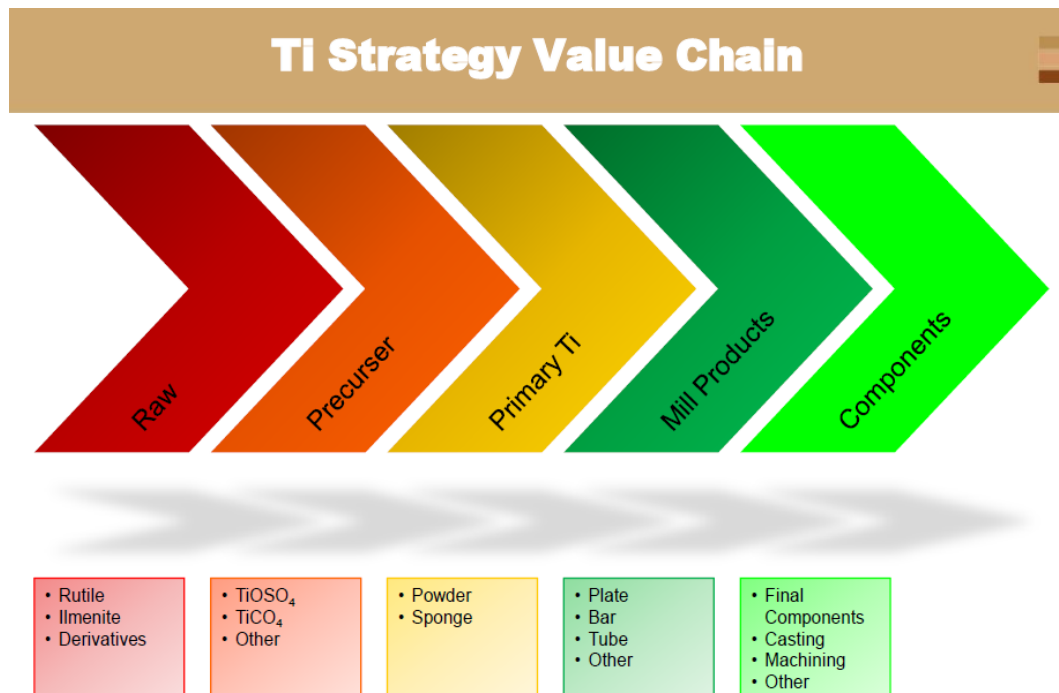 Ti Strategy Value Chain
Raw
Precurser
Primary Ti
Mill Products
Components
• Rutile
• Ilmenite
• Derivatives
• TiOSO₄
• TiCO₄
• Other
• Powder
• Sponge
• Plate
• Bar
• Tube
• Other
• Final
Components
• Casting
• Machining
• Other